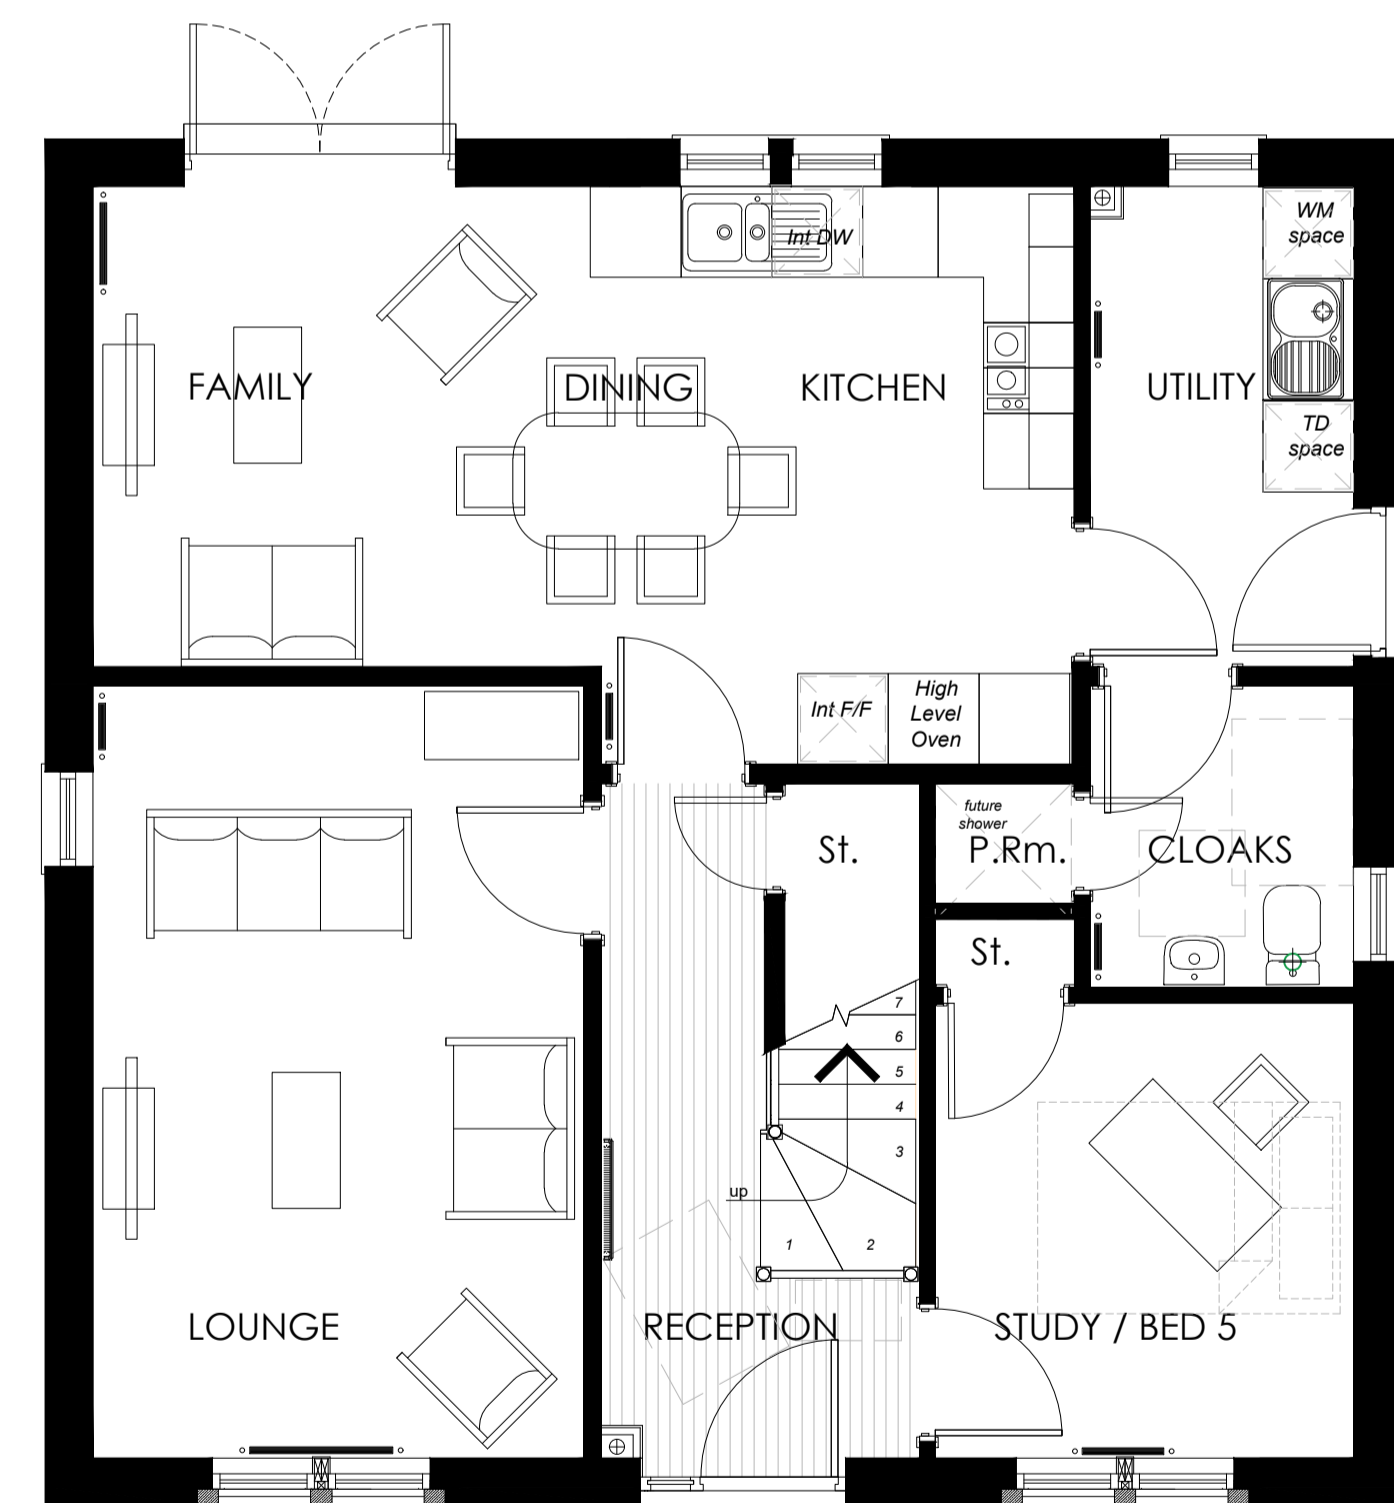 WM
space
Int DW
FAMILY
DINING
KITCHEN
UTILITY
TD
space
Int F/F
High
Level
Oven
future
shower
St.
P.Rm.
CLOAKS
St.
7
6
5
4
3
up
1
2
LOUNGE
RECEPTION
STUDY / BED 5